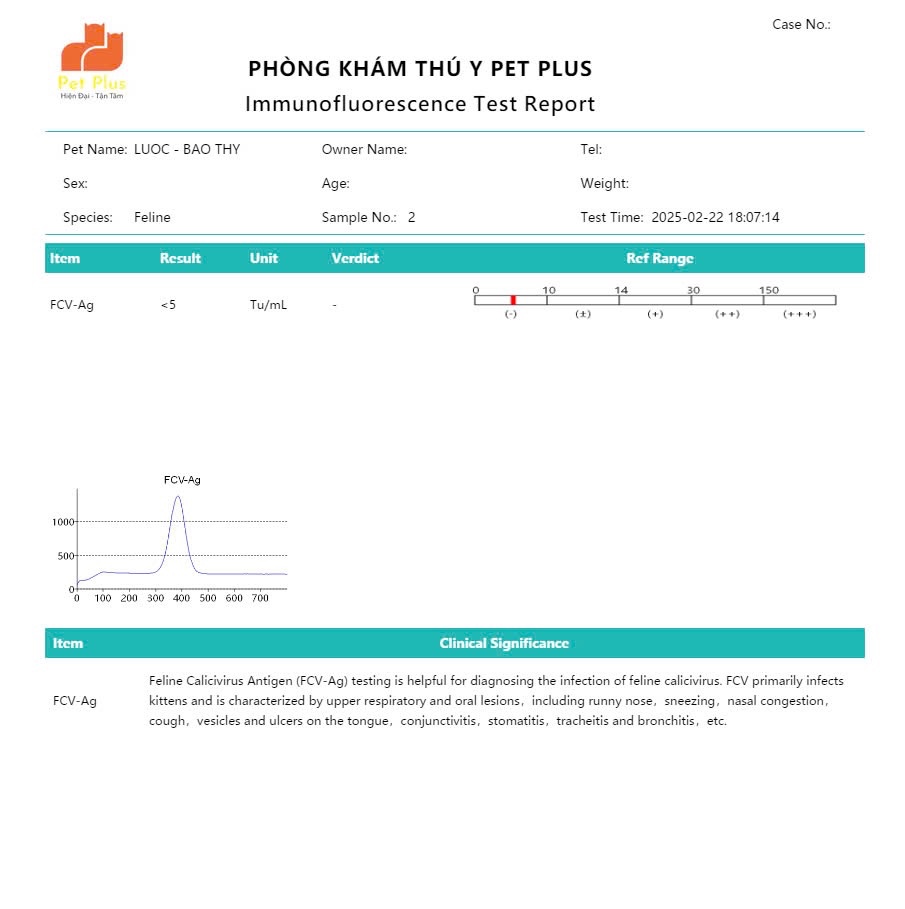 Case No.:
Pet Plus
Hiện Đại - Tận Tâm
PHÒNG KHÁM THÚ Y PET PLUS
Immunofluorescence Test Report
Pet Name: LUOC - BAO THY Owner Name: Tel:
Sex: Age: Weight:
Species: Feline Sample No.: 2 Test Time: 2025-02-22 18:07:14
Item Result Unit Verdict Ref Range
0 10 14 30 150
FCV-Ag <5 Tu/mL -
(-) (±) (+) (++) (+++)
FCV-Ag
1000
500
0
0 100 200 300 400 500 600 700
Item Clinical Significance
FCV-Ag
Feline Calicivirus Antigen (FCV-Ag) testing is helpful for diagnosing the infection of feline calicivirus. FCV primarily infects
kittens and is characterized by upper respiratory and oral lesions, including runny nose, sneezing, nasal congestion,
cough, vesicles and ulcers on the tongue, conjunctivitis, stomatitis, tracheitis and bronchitis, etc.